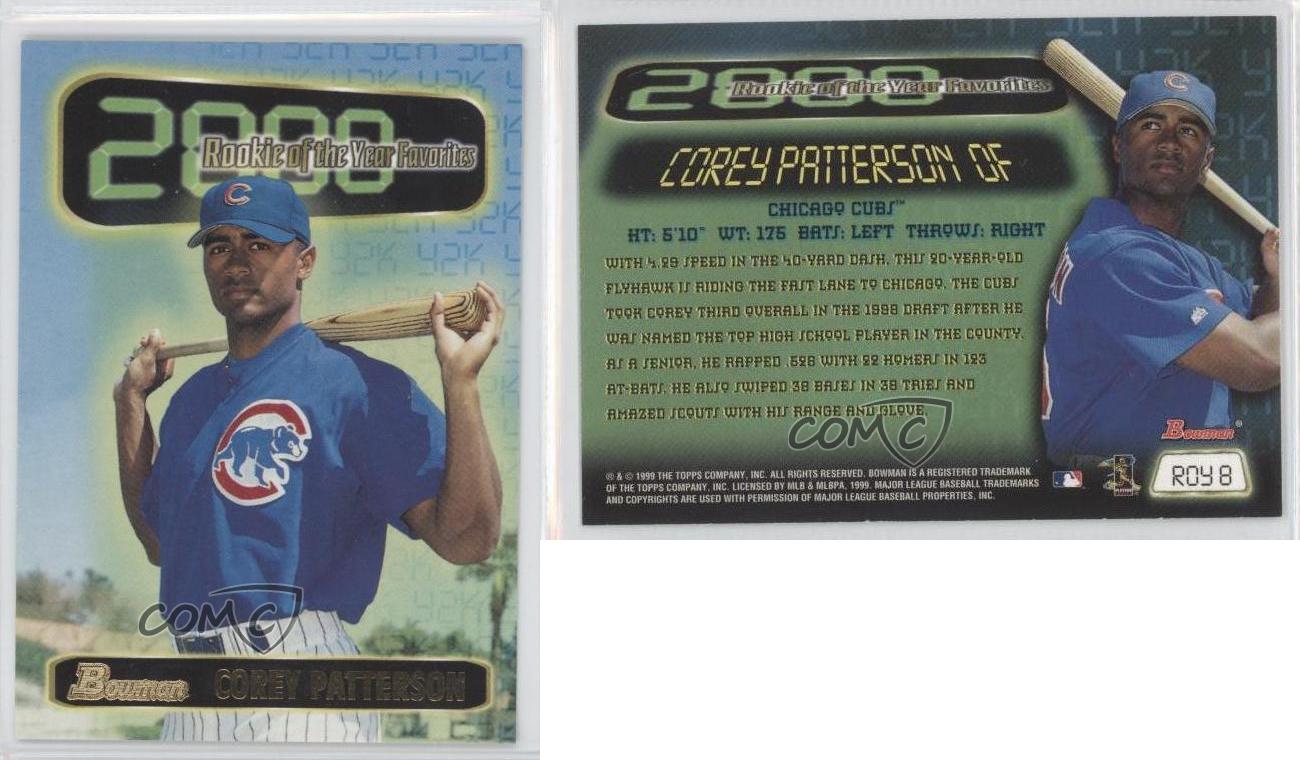 2000
Rookie of the Year Favorites
Y2K
Y2K
Y2K
Y2K
C
COMC
Bowman COREY PATTERSON
2000
Rookie of the Year Favorites
COREY PATTERSON OF
CHICAGO CUBS™
HT: 5'10" WT: 175 BATS: LEFT THROWS: RIGHT
WITH 4.29 SPEED IN THE 40-YARD DASH, THIS 20-YEAR-OLD
FLYHAWK IS RIDING THE FAST LANE TO CHICAGO. THE CUBS
TOOK COREY THIRD OVERALL IN THE 1998 DRAFT AFTER HE
WAS NAMED THE TOP HIGH SCHOOL PLAYER IN THE COUNTY.
AS A SENIOR, HE RAPPED .528 WITH 22 HOMERS IN 123
AT-BATS. HE ALSO SWIPED 38 BASES IN 39 TRIES AND
AMAZED SCOUTS WITH HIS RANGE AND GLOVE.
COMC
Bowman®
® & © 1999 THE TOPPS COMPANY, INC. ALL RIGHTS RESERVED. BOWMAN IS A REGISTERED TRADEMARK
OF THE TOPPS COMPANY, INC. LICENSED BY MLB & MLBPA, 1999. MAJOR LEAGUE BASEBALL TRADEMARKS
AND COPYRIGHTS ARE USED WITH PERMISSION OF MAJOR LEAGUE BASEBALL PROPERTIES, INC.
ROY8